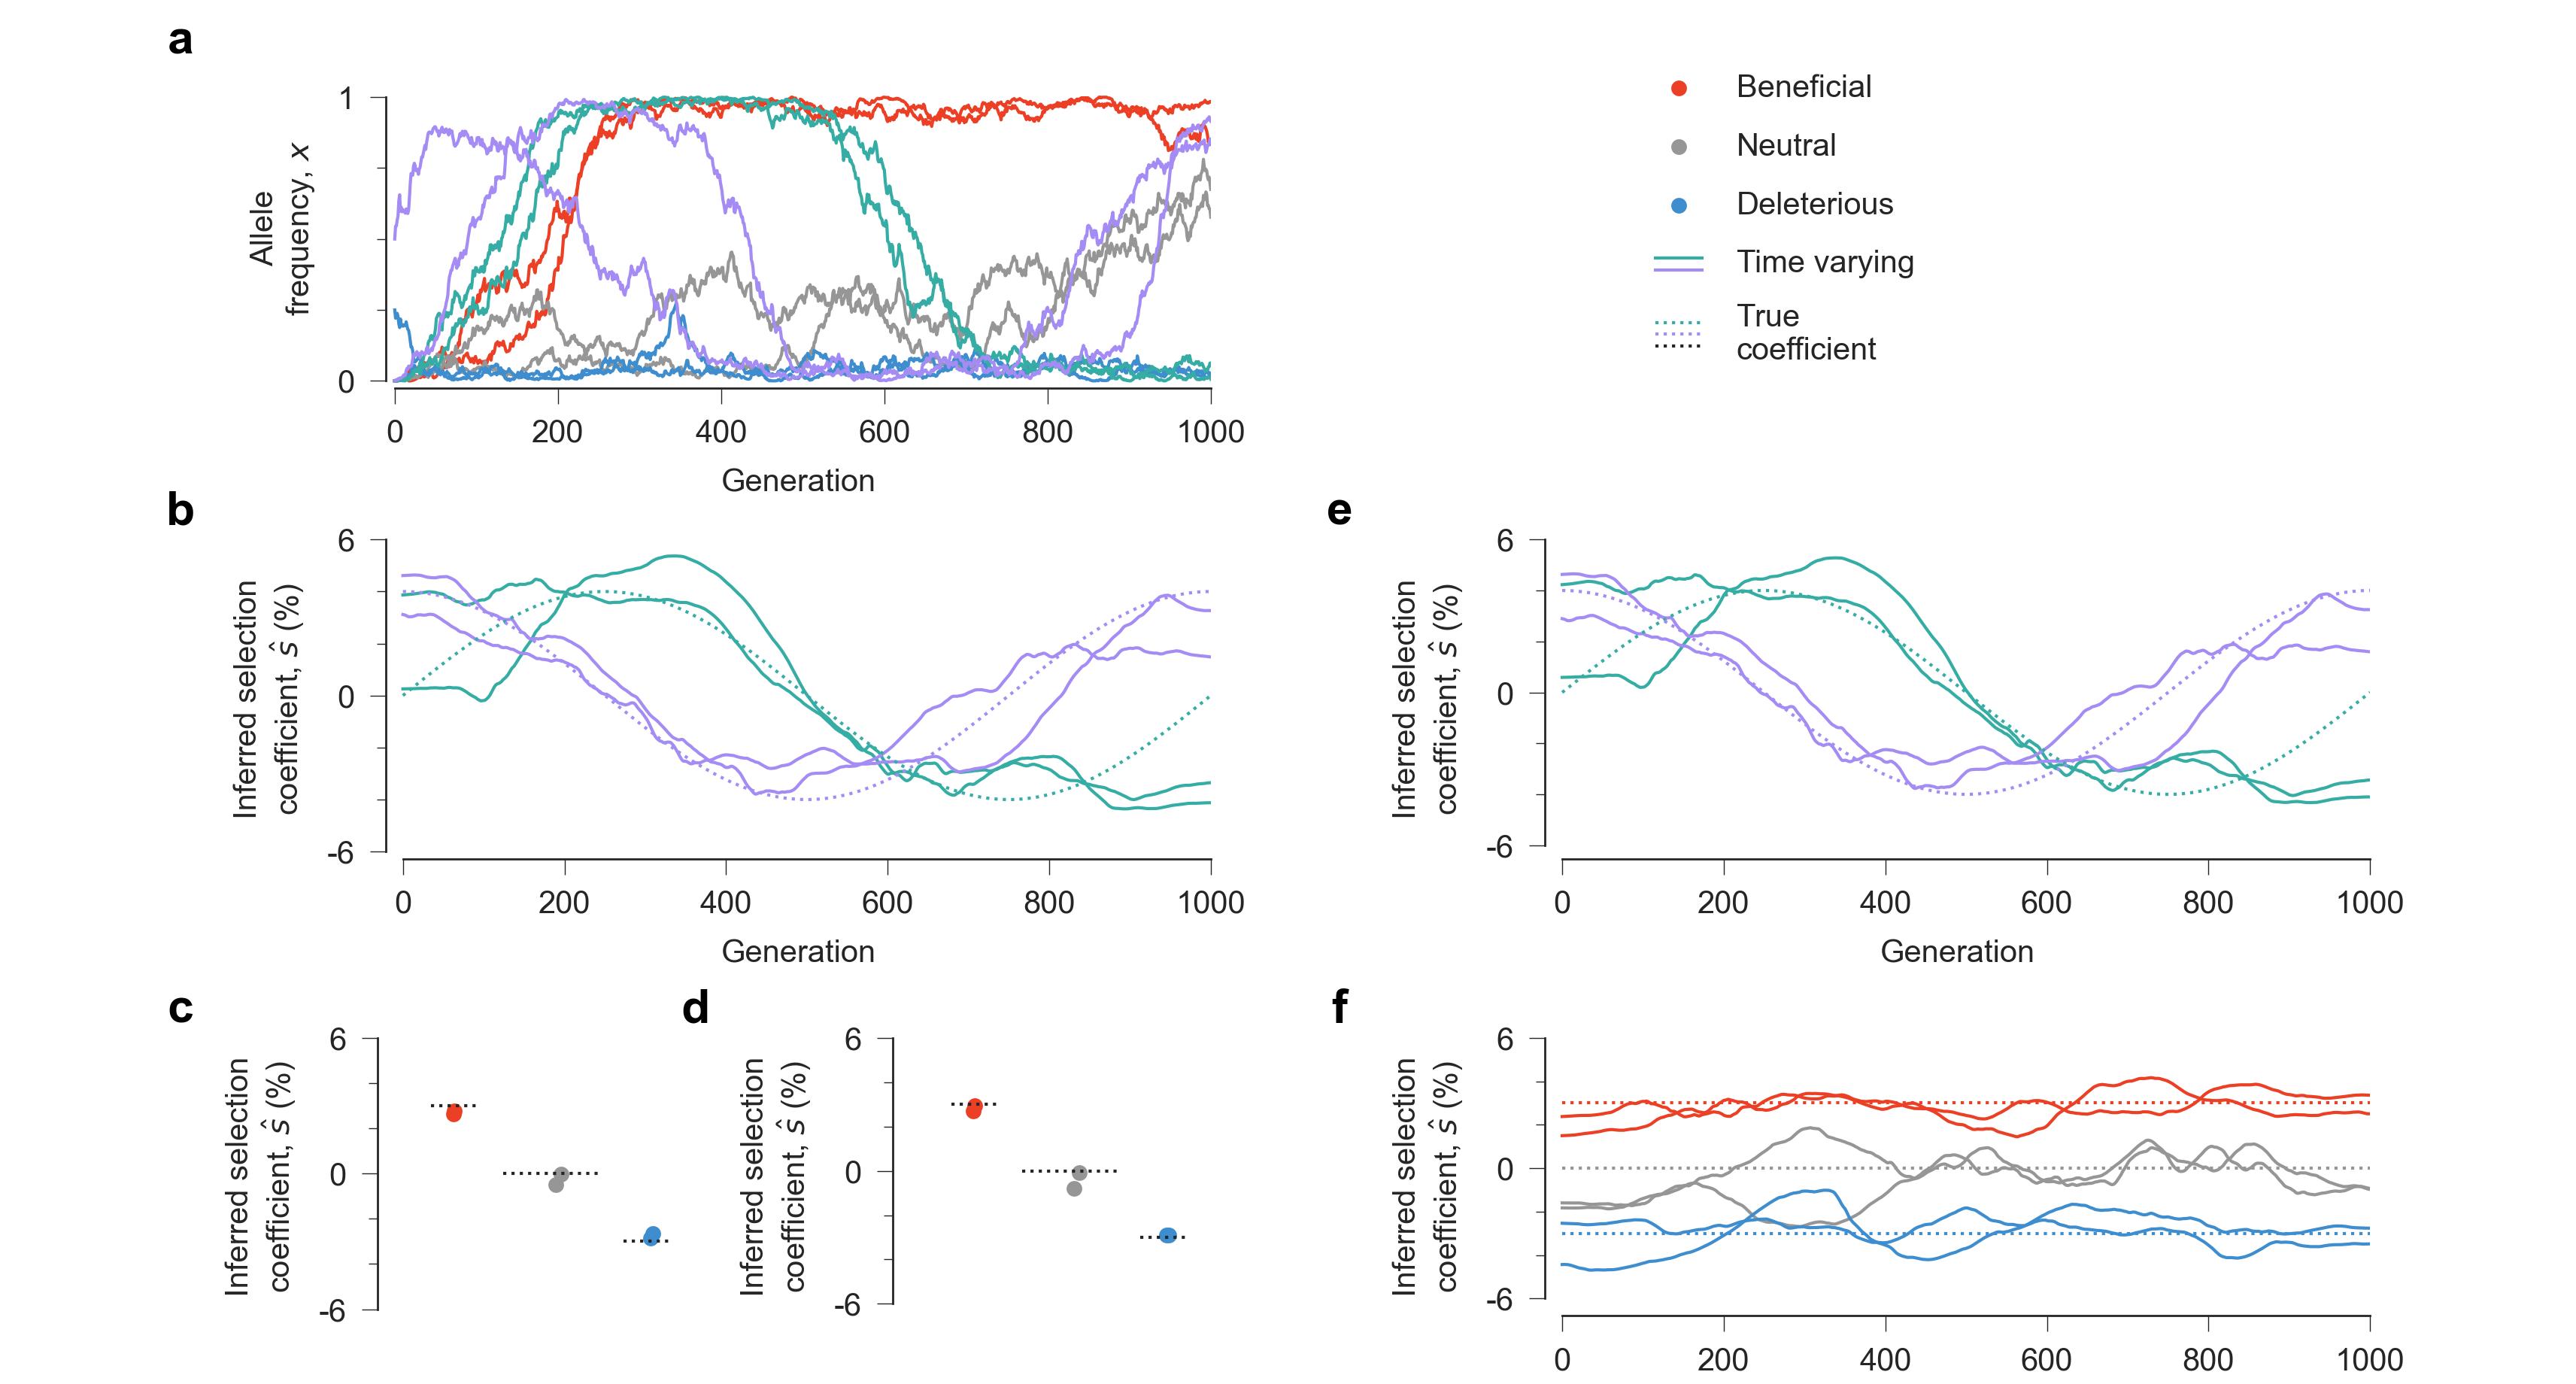 a
1
0
Allele
frequency, x
0 200 400 600 800 1000
Generation
Beneficial
Neutral
Deleterious
Time varying
True
coefficient
b
6
0
-6
Inferred selection
coefficient, ŝ (%)
0 200 400 600 800 1000
Generation
e
6
0
-6
Inferred selection
coefficient, ŝ (%)
0 200 400 600 800 1000
Generation
c
6
0
-6
Inferred selection
coefficient, ŝ (%)
d
6
0
-6
Inferred selection
coefficient, ŝ (%)
f
6
0
-6
Inferred selection
coefficient, ŝ (%)
0 200 400 600 800 1000